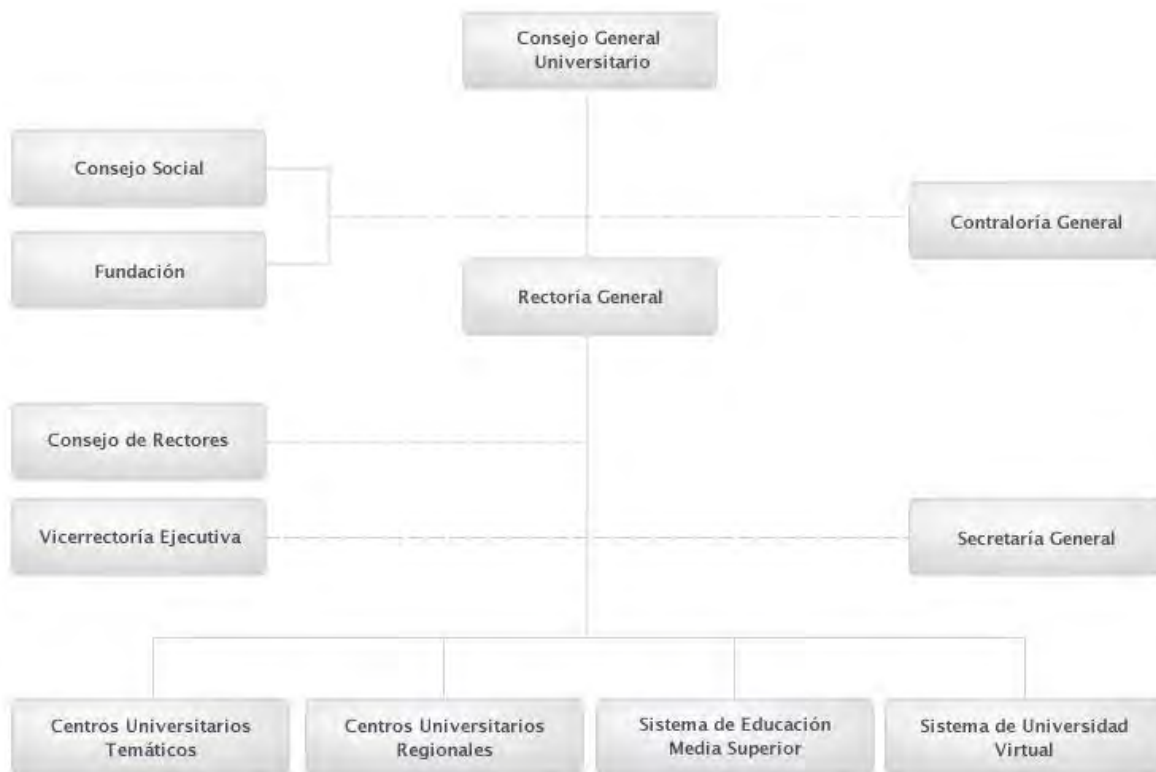 Consejo General
Universitario
Consejo Social
Contraloría General
Fundación
Rectoría General
Consejo de Rectores
Vicerrectoría Ejecutiva
Secretaría General
Centros Universitarios
Temáticos
Centros Universitarios
Regionales
Sistema de Educación
Media Superior
Sistema de Universidad
Virtual